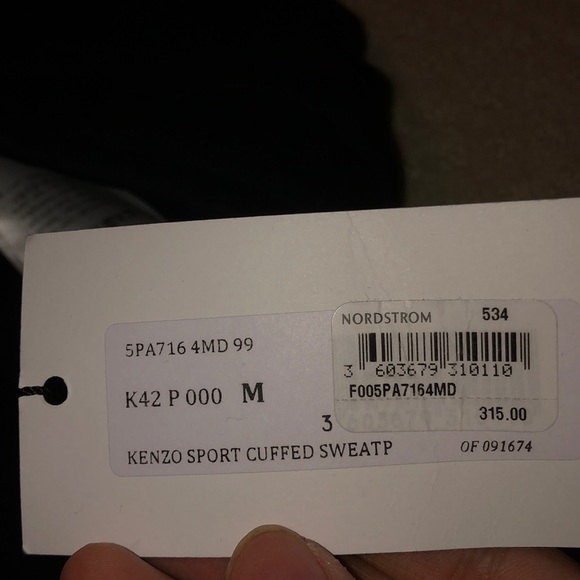 NORDSTROM 534
5PA716 4MD 99
3 603679 310110
F005PA7164MD
K42 P 000 M
315.00
3
KENZO SPORT CUFFED SWEATP OF 091674